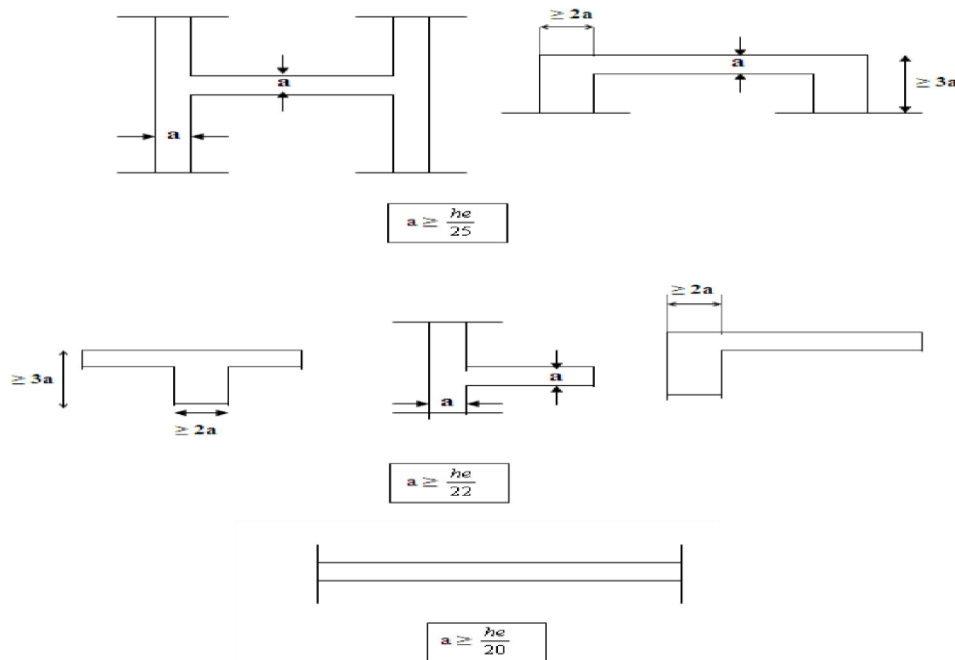 ≥ 2a
a
≥ 3a
a
a ≥ he/25
≥ 2a
≥ 3a
a
a
≥ 2a
a ≥ he/22
a ≥ he/20